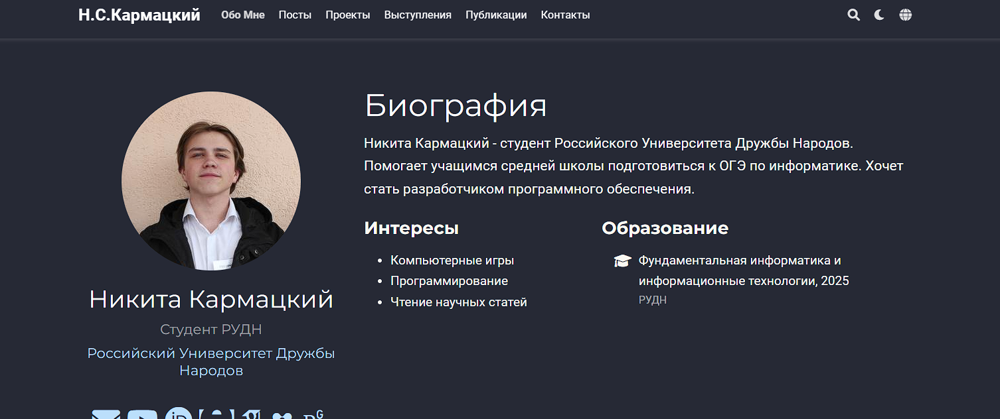 Н.С.Кармацкий Обо Мне Посты Проекты Выступления Публикации Контакты
Биография
Никита Кармацкий - студент Российского Университета Дружбы Народов.
Помогает учащимся средней школы подготовиться к ОГЭ по информатике. Хочет
стать разработчиком программного обеспечения.
Интересы
Компьютерные игры
Программирование
Чтение научных статей
Образование
Фундаментальная информатика и
информационные технологии, 2025
РУДН
Никита Кармацкий
Студент РУДН
Российский Университет Дружбы
Народов